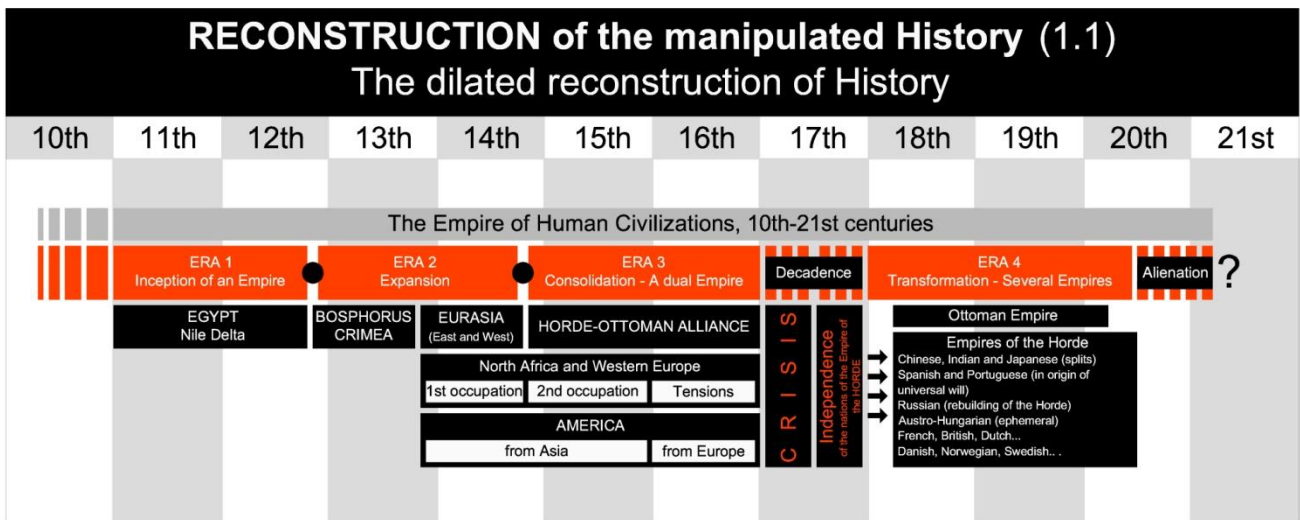 RECONSTRUCTION of the manipulated History (1.1)
The dilated reconstruction of History
10th 11th 12th 13th 14th 15th 16th 17th 18th 19th 20th 21st
The Empire of Human Civilizations, 10th-21st centuries
ERA 1
Inception of an Empire
ERA 2
Expansion
ERA 3
Consolidation - A dual Empire
Decadence
ERA 4
Transformation - Several Empires
Alienation
?
EGYPT
Nile Delta
BOSPHORUS
CRIMEA
EURASIA
(East and West)
HORDE-OTTOMAN ALLIANCE
North Africa and Western Europe
1st occupation
2nd occupation
Tensions
AMERICA
from Asia
from Europe
CRISIS
Independence
of the nations of the Empire of
the HORDE
Ottoman Empire
Empires of the Horde
Chinese, Indian and Japanese (splits)
Spanish and Portuguese (in origin of
universal will)
Russian (rebuilding of the Horde)
Austro-Hungarian (ephemeral)
French, British, Dutch...
Danish, Norwegian, Swedish.. .